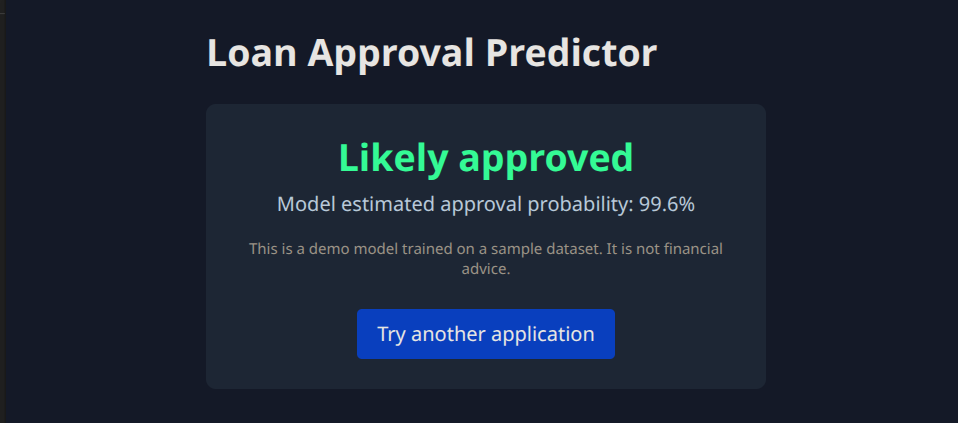 Loan Approval Predictor
Likely approved
Model estimated approval probability: 99.6%
This is a demo model trained on a sample dataset. It is not financial
advice.
Try another application